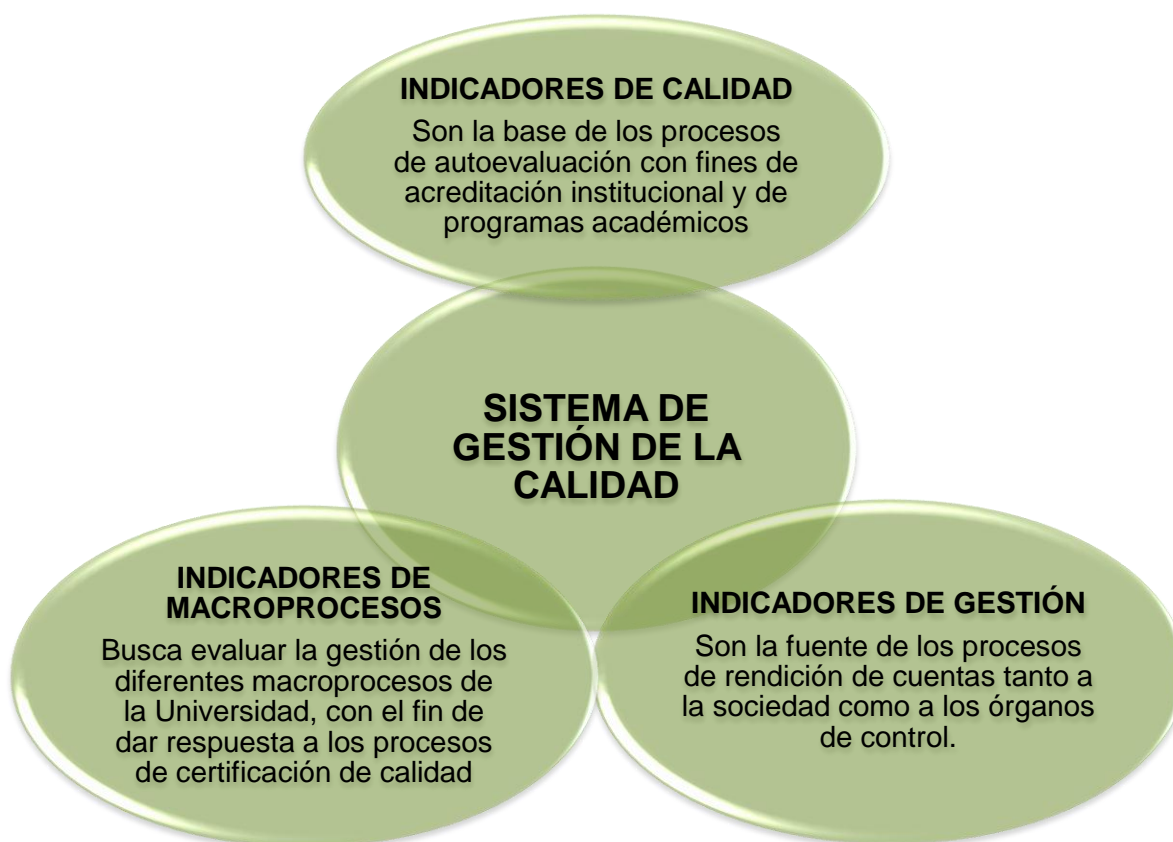 INDICADORES DE CALIDAD
Son la base de los procesos
de autoevaluación con fines de
acreditación institucional y de
programas académicos
SISTEMA DE
GESTIÓN DE LA
CALIDAD
INDICADORES DE
MACROPROCESOS
Busca evaluar la gestión de los
diferentes macroprocesos de
la Universidad, con el fin de
dar respuesta a los procesos
de certificación de calidad
INDICADORES DE GESTIÓN
Son la fuente de los procesos
de rendición de cuentas tanto a
la sociedad como a los órganos
de control.